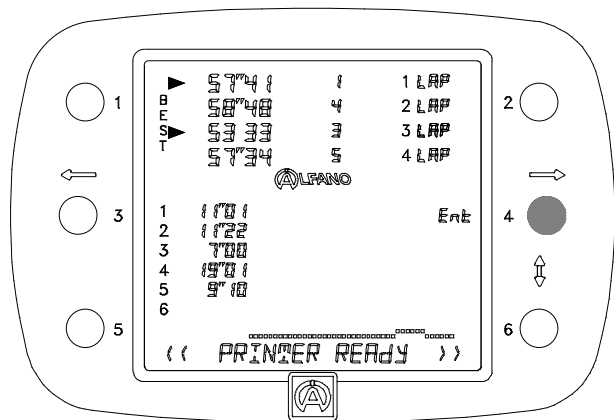 57"41 1 1 LAP
58"48 4 2 LAP
53 33 3 3 LAP
57"34 5 4 LAP
BEST
ALFANO
1 11"01 Ent
2 11"22
3 7"00
4 19"01
5 9"10
6
<< PRINTER REAdY >>
1
2
3
4
5
6